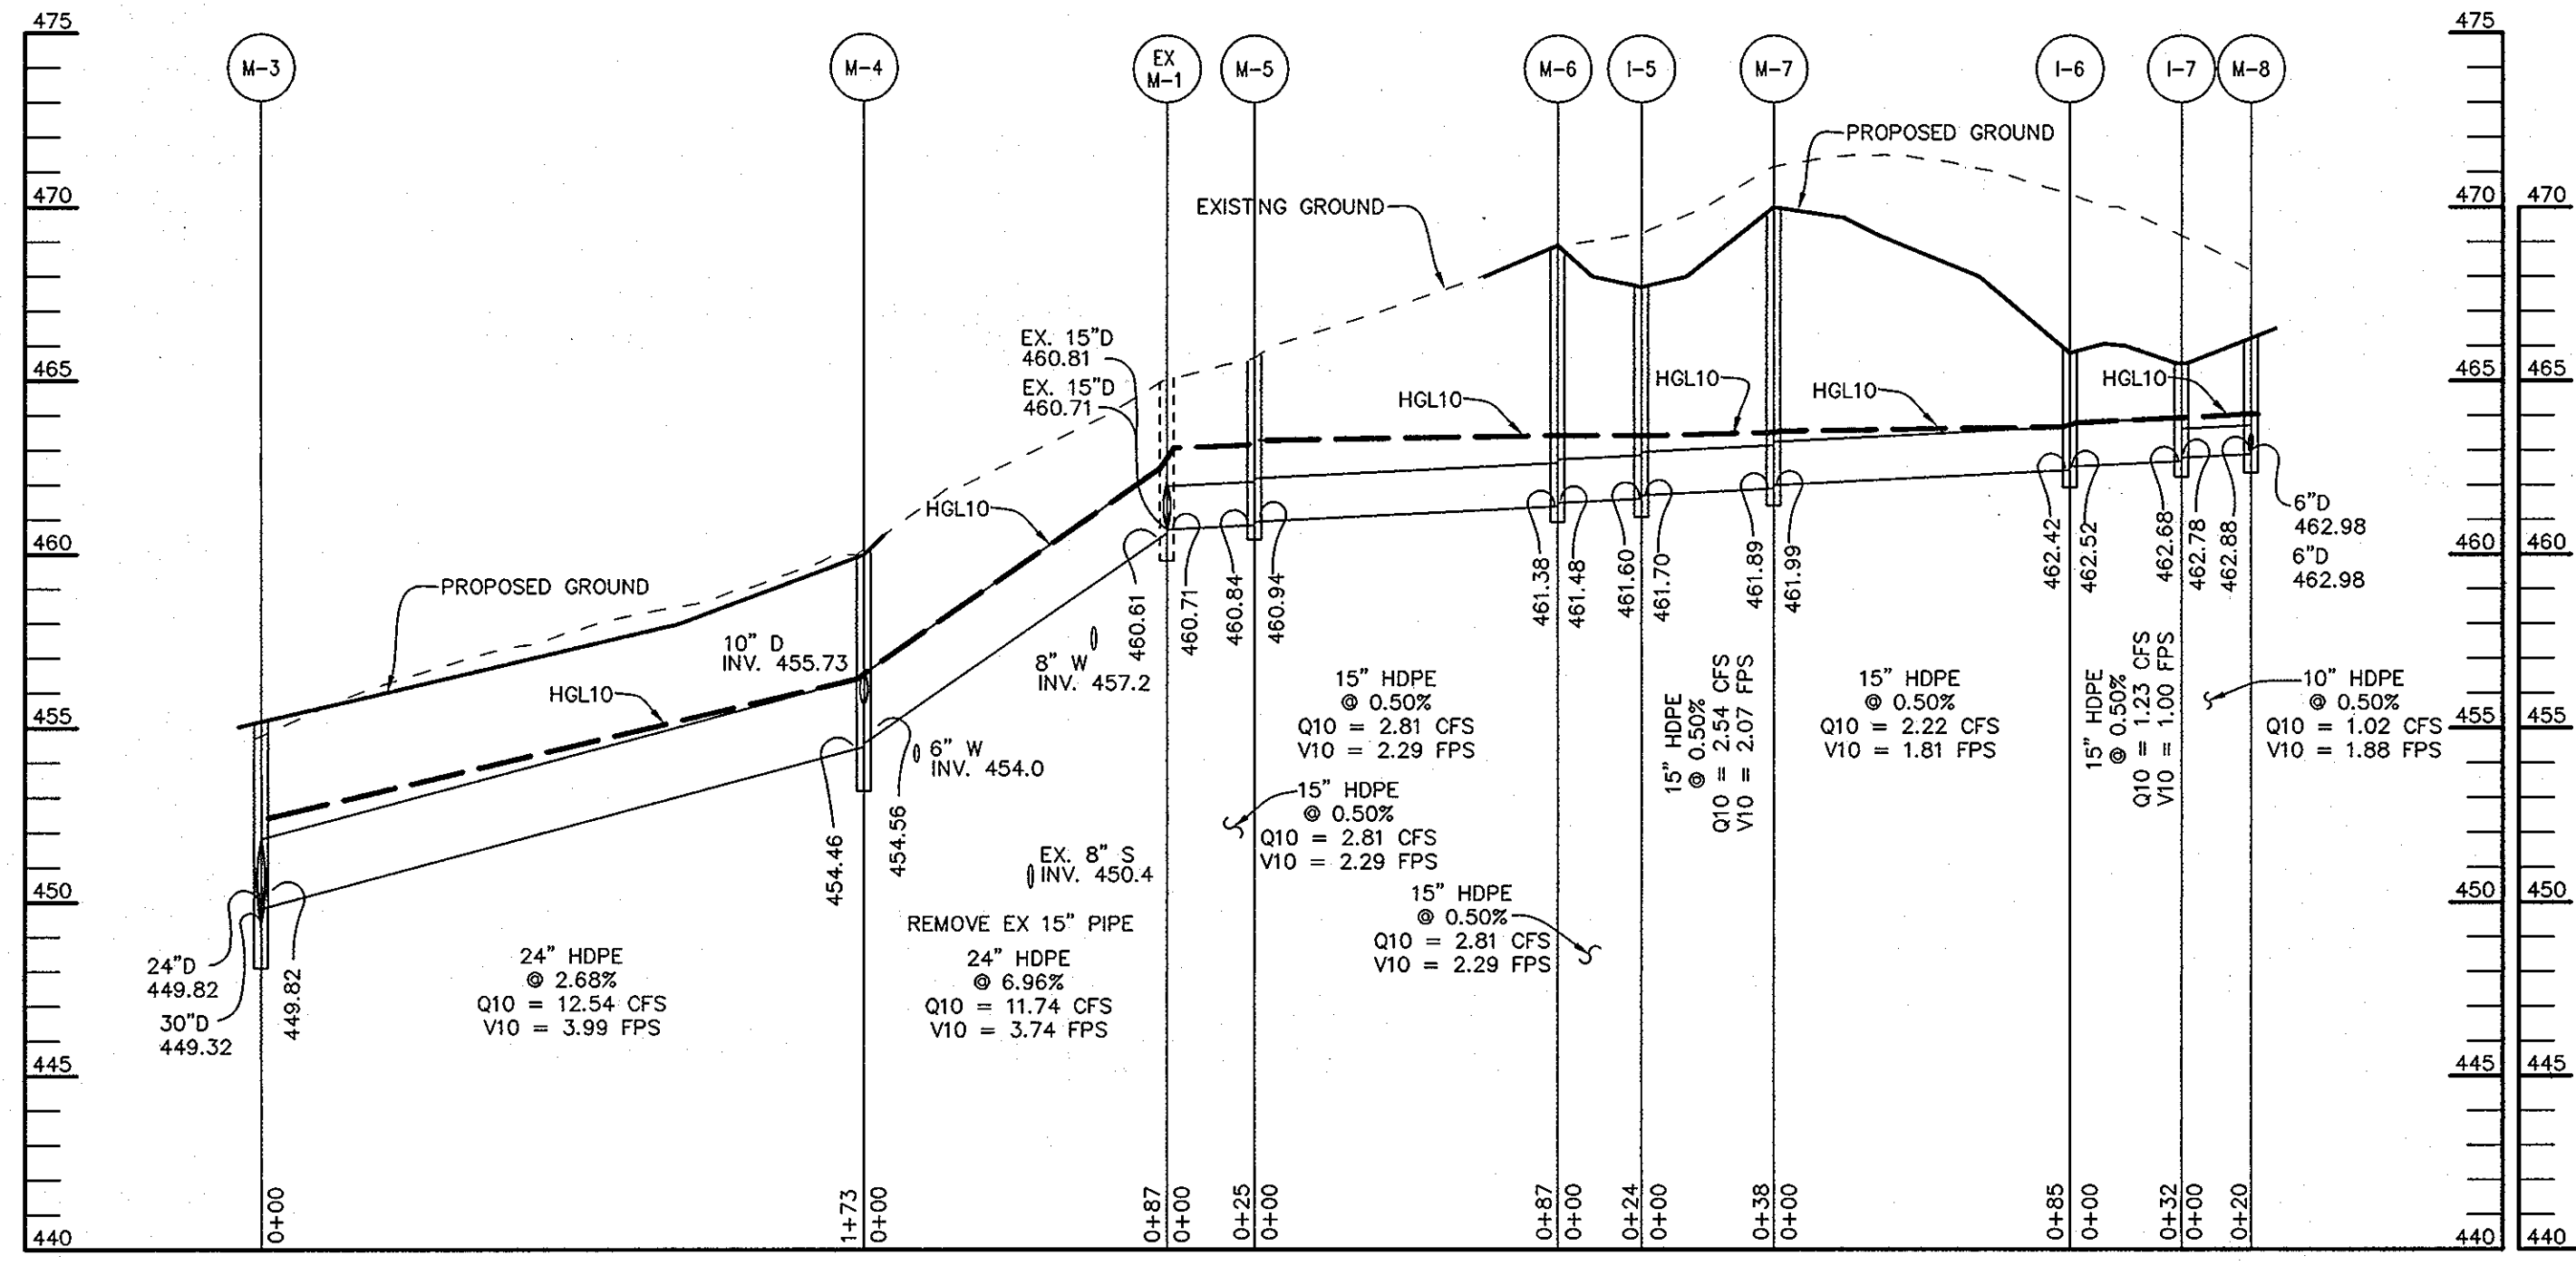 475
475
M-3
M-4
EX
M-1
M-5
M-6
I-5
M-7
I-6
I-7
M-8
PROPOSED GROUND
470
EXISTING GROUND
470
470
EX. 15"D
460.81
EX. 15"D
460.71
465
HGL10
HGL10
HGL10
HGL10
465
465
HGL10
460
460
460
6"D
462.98
6"D
462.98
460.61
460.71
460.84
460.94
461.38
461.48
461.60
461.70
461.89
461.99
462.42
462.52
462.68
462.78
462.88
PROPOSED GROUND
10" D
INV. 455.73
8" W
INV. 457.2
HGL10
455
455
455
6" W
INV. 454.0
454.46
454.56
15" HDPE
@ 0.50%
Q10 = 2.81 CFS
V10 = 2.29 FPS
15" HDPE
@ 0.50%
Q10 = 2.54 CFS
V10 = 2.07 FPS
15" HDPE
@ 0.50%
Q10 = 2.22 CFS
V10 = 1.81 FPS
15" HDPE
@ 0.50%
Q10 = 1.23 CFS
V10 = 1.00 FPS
10" HDPE
@ 0.50%
Q10 = 1.02 CFS
V10 = 1.88 FPS
15" HDPE
@ 0.50%
Q10 = 2.81 CFS
V10 = 2.29 FPS
EX. 8" S
INV. 450.4
450
450
450
15" HDPE
@ 0.50%
Q10 = 2.81 CFS
V10 = 2.29 FPS
REMOVE EX 15" PIPE
24" HDPE
@ 6.96%
Q10 = 11.74 CFS
V10 = 3.74 FPS
24" HDPE
@ 2.68%
Q10 = 12.54 CFS
V10 = 3.99 FPS
24"D
449.82
30"D
449.32
449.82
445
445
445
0+00
1+73
0+00
0+87
0+00
0+25
0+00
0+87
0+00
0+24
0+00
0+38
0+00
0+85
0+00
0+32
0+00
0+20
440
440
440